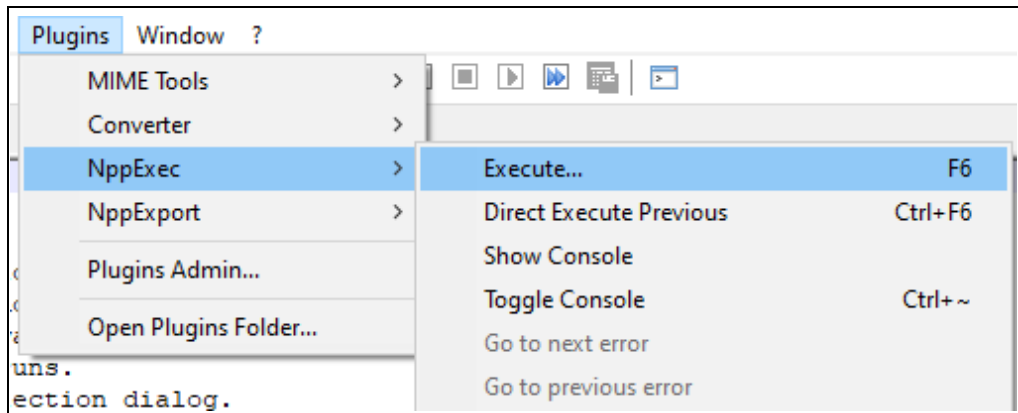 Plugins Window ?
MIME Tools
Converter
NppExec
NppExport
Plugins Admin...
Open Plugins Folder...
Execute... F6
Direct Execute Previous Ctrl+F6
Show Console
Toggle Console Ctrl+~
Go to next error
Go to previous error
uns.
ection dialog.